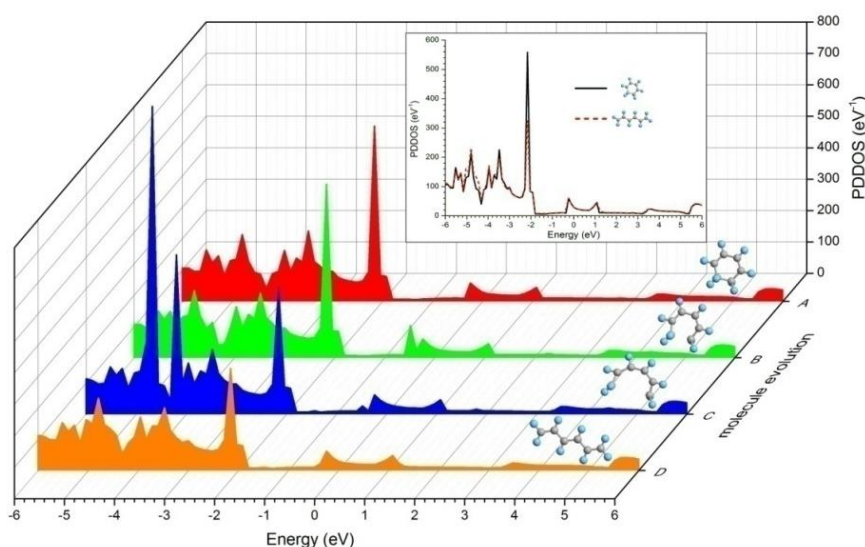 800
700
600
500
400
300
200
100
0
PDDOS (eV⁻¹)
600
500
400
300
200
100
0
PDDOS (eV⁻¹)
-6 -5 -4 -3 -2 -1 0 1 2 3 4 5 6
Energy (eV)
A
B
C
D
molecule evolution
-6 -5 -4 -3 -2 -1 0 1 2 3 4 5 6
Energy (eV)